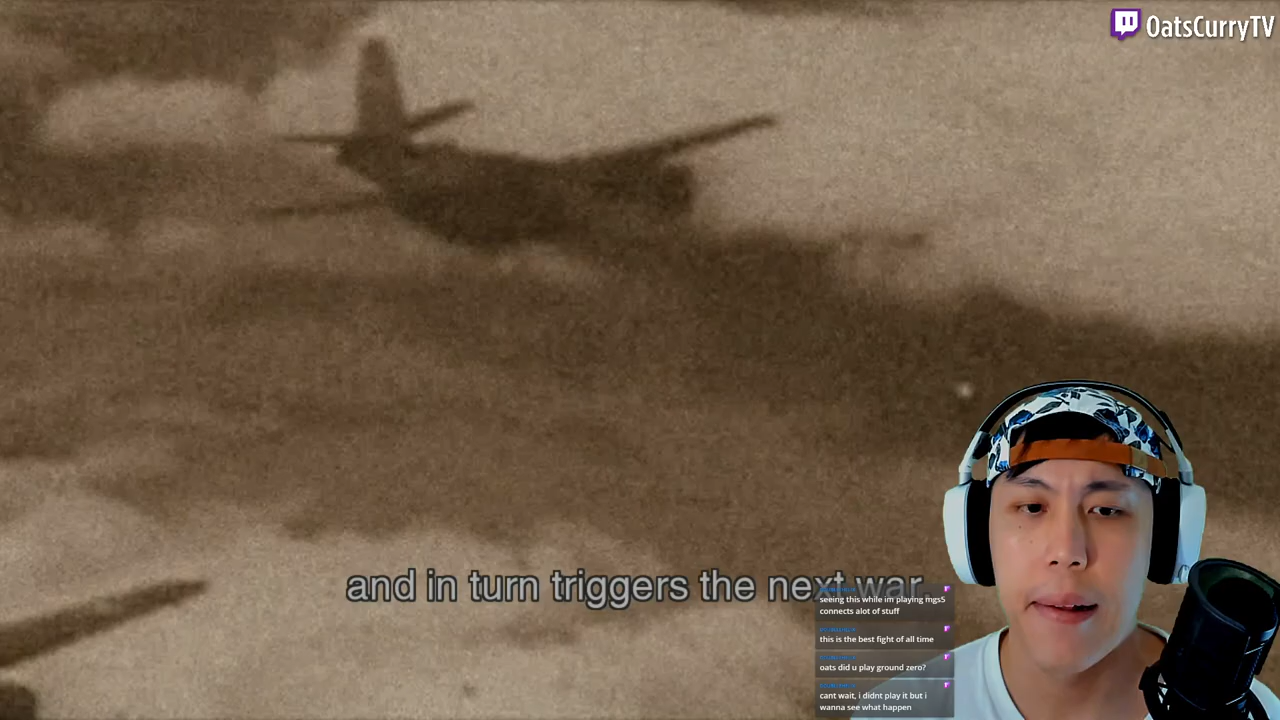 OatsCurryTV
and in turn triggers the next war.
seeing this while im playing mgs5
connects alot of stuff
this is the best fight of all time
oats did u play ground zero?
cant wait, i didnt play it but i
wanna see what happen